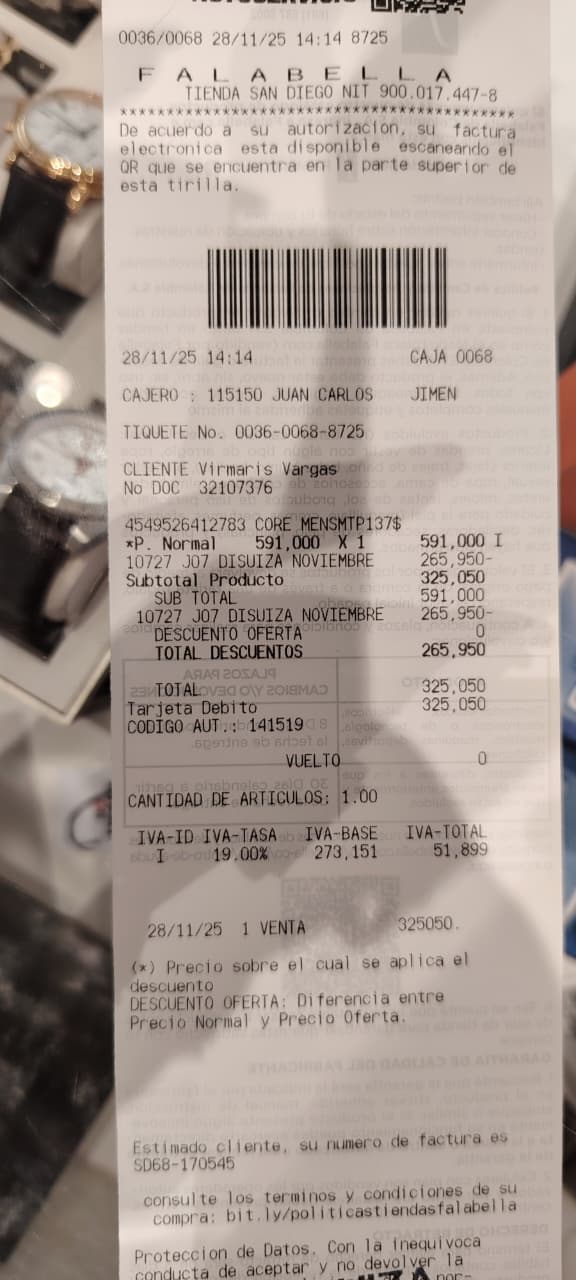 0036/0068 28/11/25 14:14 8725
F A L A B E L L A
TIENDA SAN DIEGO NIT 900.017.447-8
****************************************
De acuerdo a su autorizacion, su factura
electronica esta disponible escaneando el
QR que se encuentra en la parte superior de
esta tirilla.
28/11/25 14:14 CAJA 0068
CAJERO : 115150 JUAN CARLOS JIMEN
TIQUETE No. 0036-0068-8725
CLIENTE Virmaris Vargas
No DOC 32107376
4549526412783 CORE MENSMTP137$
*P. Normal 591,000 X 1 591,000 I
10727 J07 DISUIZA NOVIEMBRE 265,950-
Subtotal Producto 325,050
SUB TOTAL 591,000
10727 J07 DISUIZA NOVIEMBRE 265,950-
DESCUENTO OFERTA 0
TOTAL DESCUENTOS 265,950
TOTAL 325,050
Tarjeta Debito 325,050
CODIGO AUT.: 141519
VUELTO 0
CANTIDAD DE ARTICULOS: 1.00
IVA-ID IVA-TASA IVA-BASE IVA-TOTAL
I 19.00% 273,151 51,899
28/11/25 1 VENTA 325050.
(*) Precio sobre el cual se aplica el
descuento
DESCUENTO OFERTA: Diferencia entre
Precio Normal y Precio Oferta.
Estimado cliente, su numero de factura es
SD68-170545
consulte los terminos y condiciones de su
compra: bit.ly/politicastiendasfalabella
Proteccion de Datos. Con la inequivoca
conducta de aceptar y no devolver la